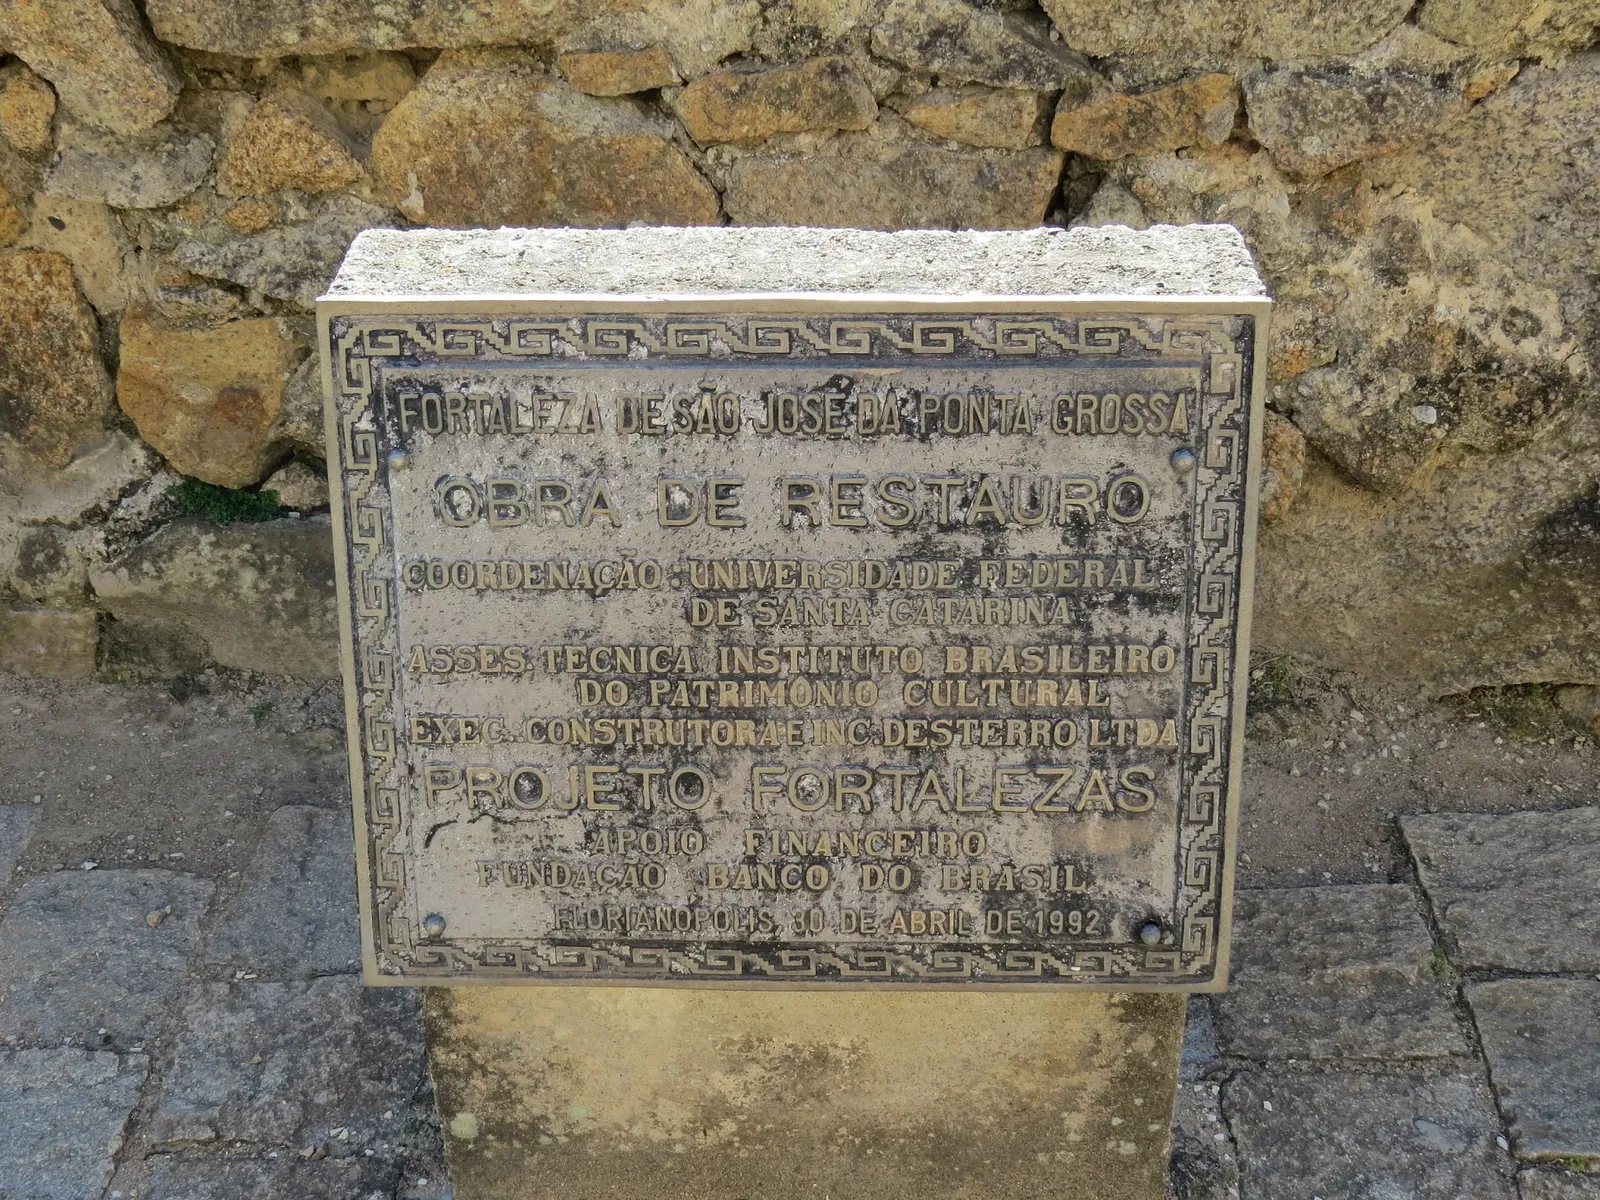 FORTALEZA DE SÃO JOSÉ DA PONTA GROSSA
OBRA DE RESTAURO
COORDENAÇÃO: UNIVERSIDADE FEDERAL
DE SANTA CATARINA
ASSES. TECNICA INSTITUTO BRASILEIRO
DO PATRIMÔNIO CULTURAL
EXEC. CONSTRUTORA E INC. DESTERRO LTDA
PROJETO FORTALEZAS
APOIO FINANCEIRO
FUNDAÇÃO BANCO DO BRASIL
FLORIANÓPOLIS, 30 DE ABRIL DE 1992